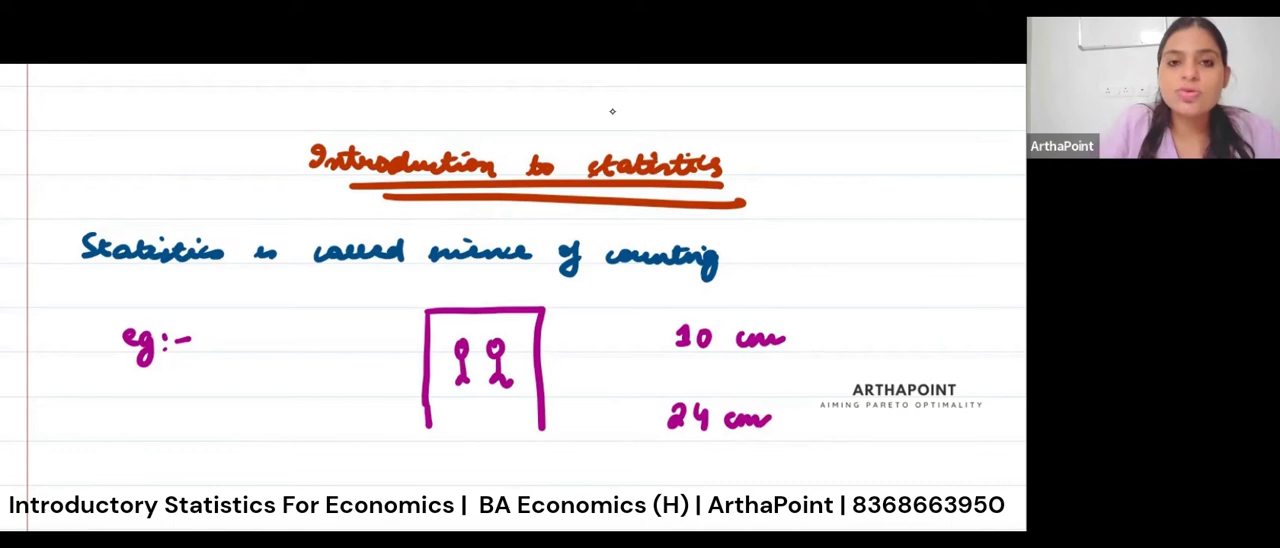 Introduction to statistics
Statistics is called science of counting
eg:-
10 cm
24 cm
ARTHAPOINT
AIMING PARETO OPTIMALITY
ArthaPoint
Introductory Statistics For Economics | BA Economics (H) | ArthaPoint | 8368663950